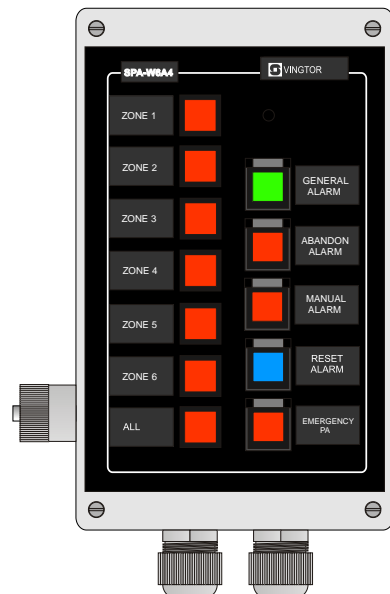 SPA-W6A4
VINGTOR
ZONE 1
ZONE 2
ZONE 3
ZONE 4
ZONE 5
ZONE 6
ALL
GENERAL
ALARM
ABANDON
ALARM
MANUAL
ALARM
RESET
ALARM
EMERGENCY
PA